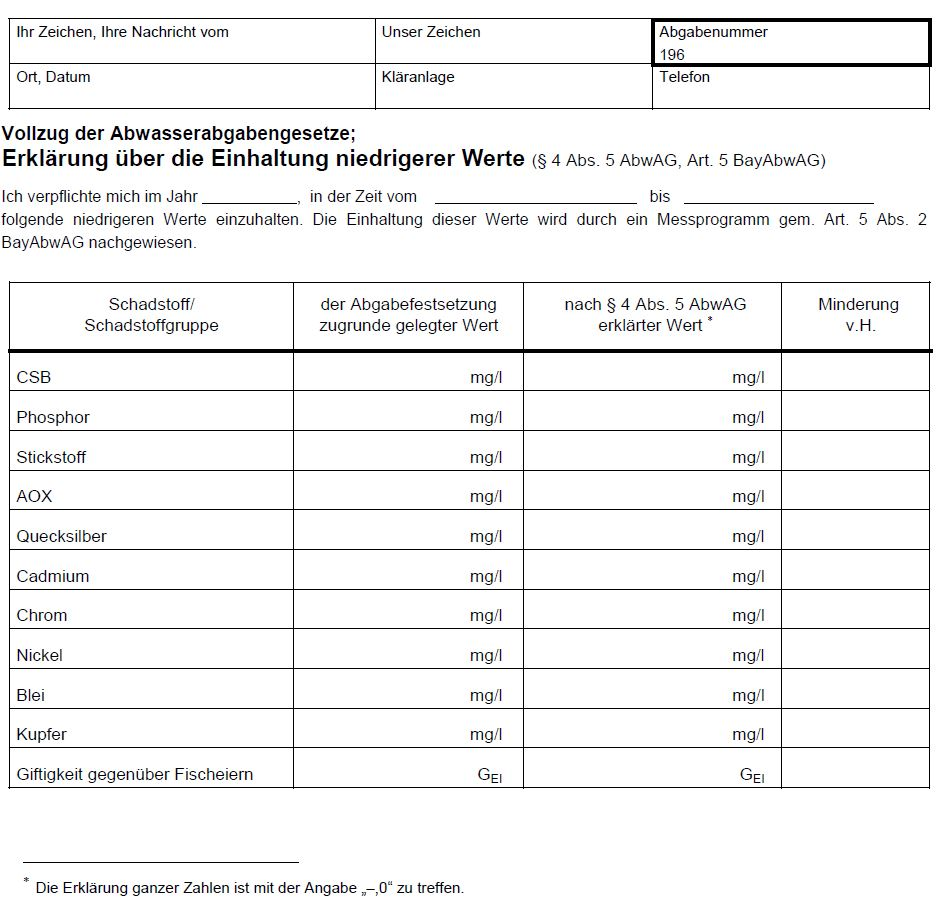 Ihr Zeichen, Ihre Nachricht vom
Unser Zeichen
Abgabenummer
196
Ort, Datum
Kläranlage
Telefon
Vollzug der Abwasserabgabengesetze;
Erklärung über die Einhaltung niedrigerer Werte (§ 4 Abs. 5 AbwAG, Art. 5 BayAbwAG)
Ich verpflichte mich im Jahr ___________, in der Zeit vom _______________________ bis ______________________
folgende niedrigeren Werte einzuhalten. Die Einhaltung dieser Werte wird durch ein Messprogramm gem. Art. 5 Abs. 2
BayAbwAG nachgewiesen.
Schadstoff/
Schadstoffgruppe
der Abgabefestsetzung
zugrunde gelegter Wert
nach § 4 Abs. 5 AbwAG
erklärter Wert *
Minderung
v.H.
CSB mg/l mg/l
Phosphor mg/l mg/l
Stickstoff mg/l mg/l
AOX mg/l mg/l
Quecksilber mg/l mg/l
Cadmium mg/l mg/l
Chrom mg/l mg/l
Nickel mg/l mg/l
Blei mg/l mg/l
Kupfer mg/l mg/l
Giftigkeit gegenüber Fischeiern GEI GEI
* Die Erklärung ganzer Zahlen ist mit der Angabe „–,0“ zu treffen.